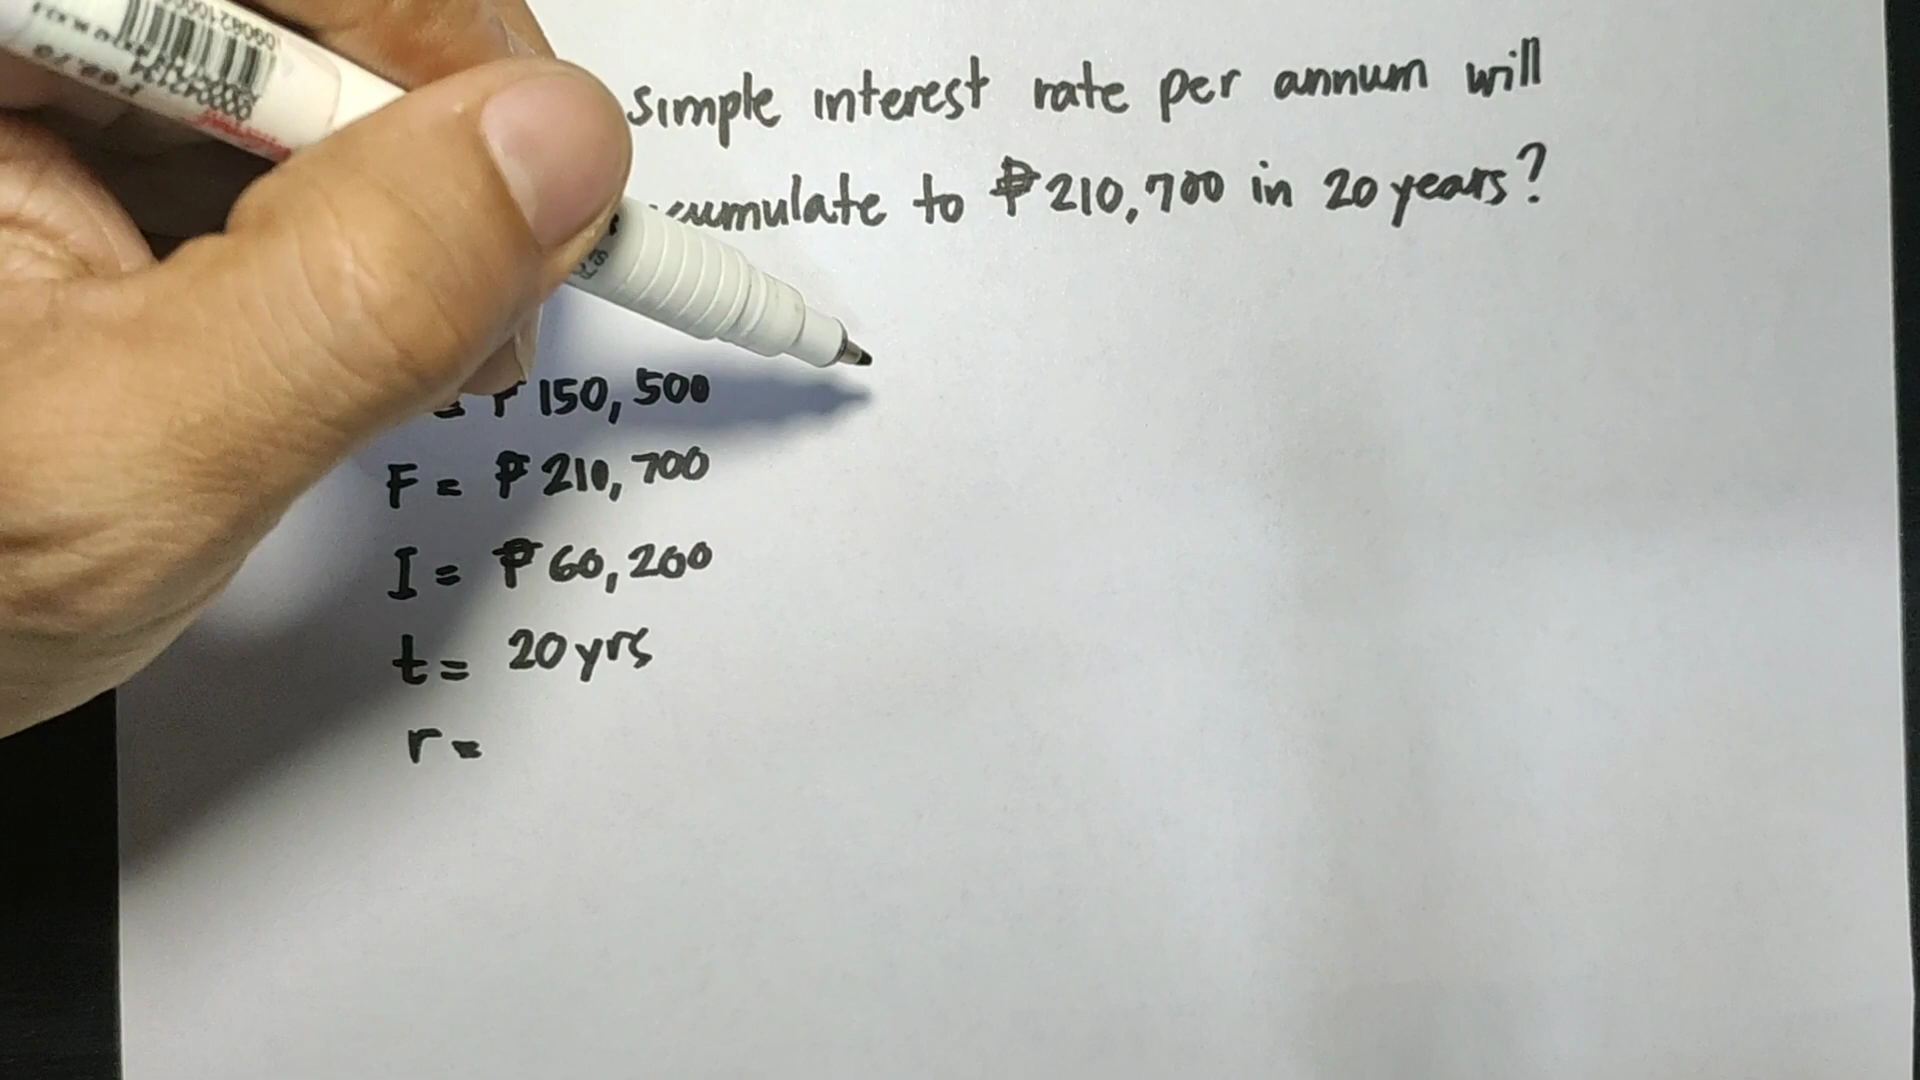 simple interest rate per annum will
cumulate to ₱210,700 in 20 years?
= ₱ 150,500
F = ₱ 210,700
I = ₱ 60,200
t = 20 yrs
r =